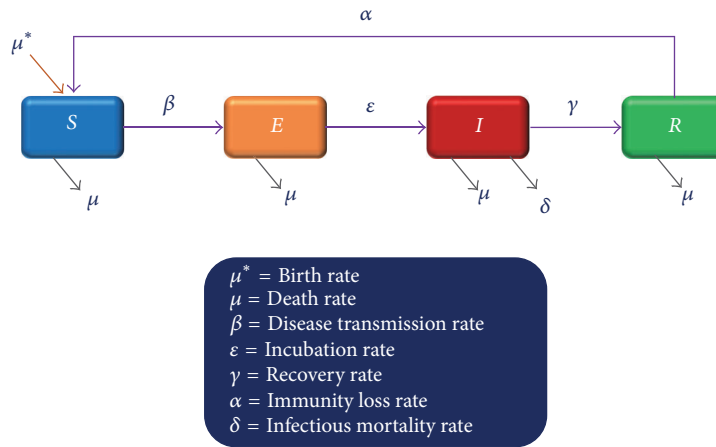 α
μ*
S
β
E
ε
I
γ
R
μ
μ
μ
δ
μ
μ* = Birth rate
μ = Death rate
β = Disease transmission rate
ε = Incubation rate
γ = Recovery rate
α = Immunity loss rate
δ = Infectious mortality rate